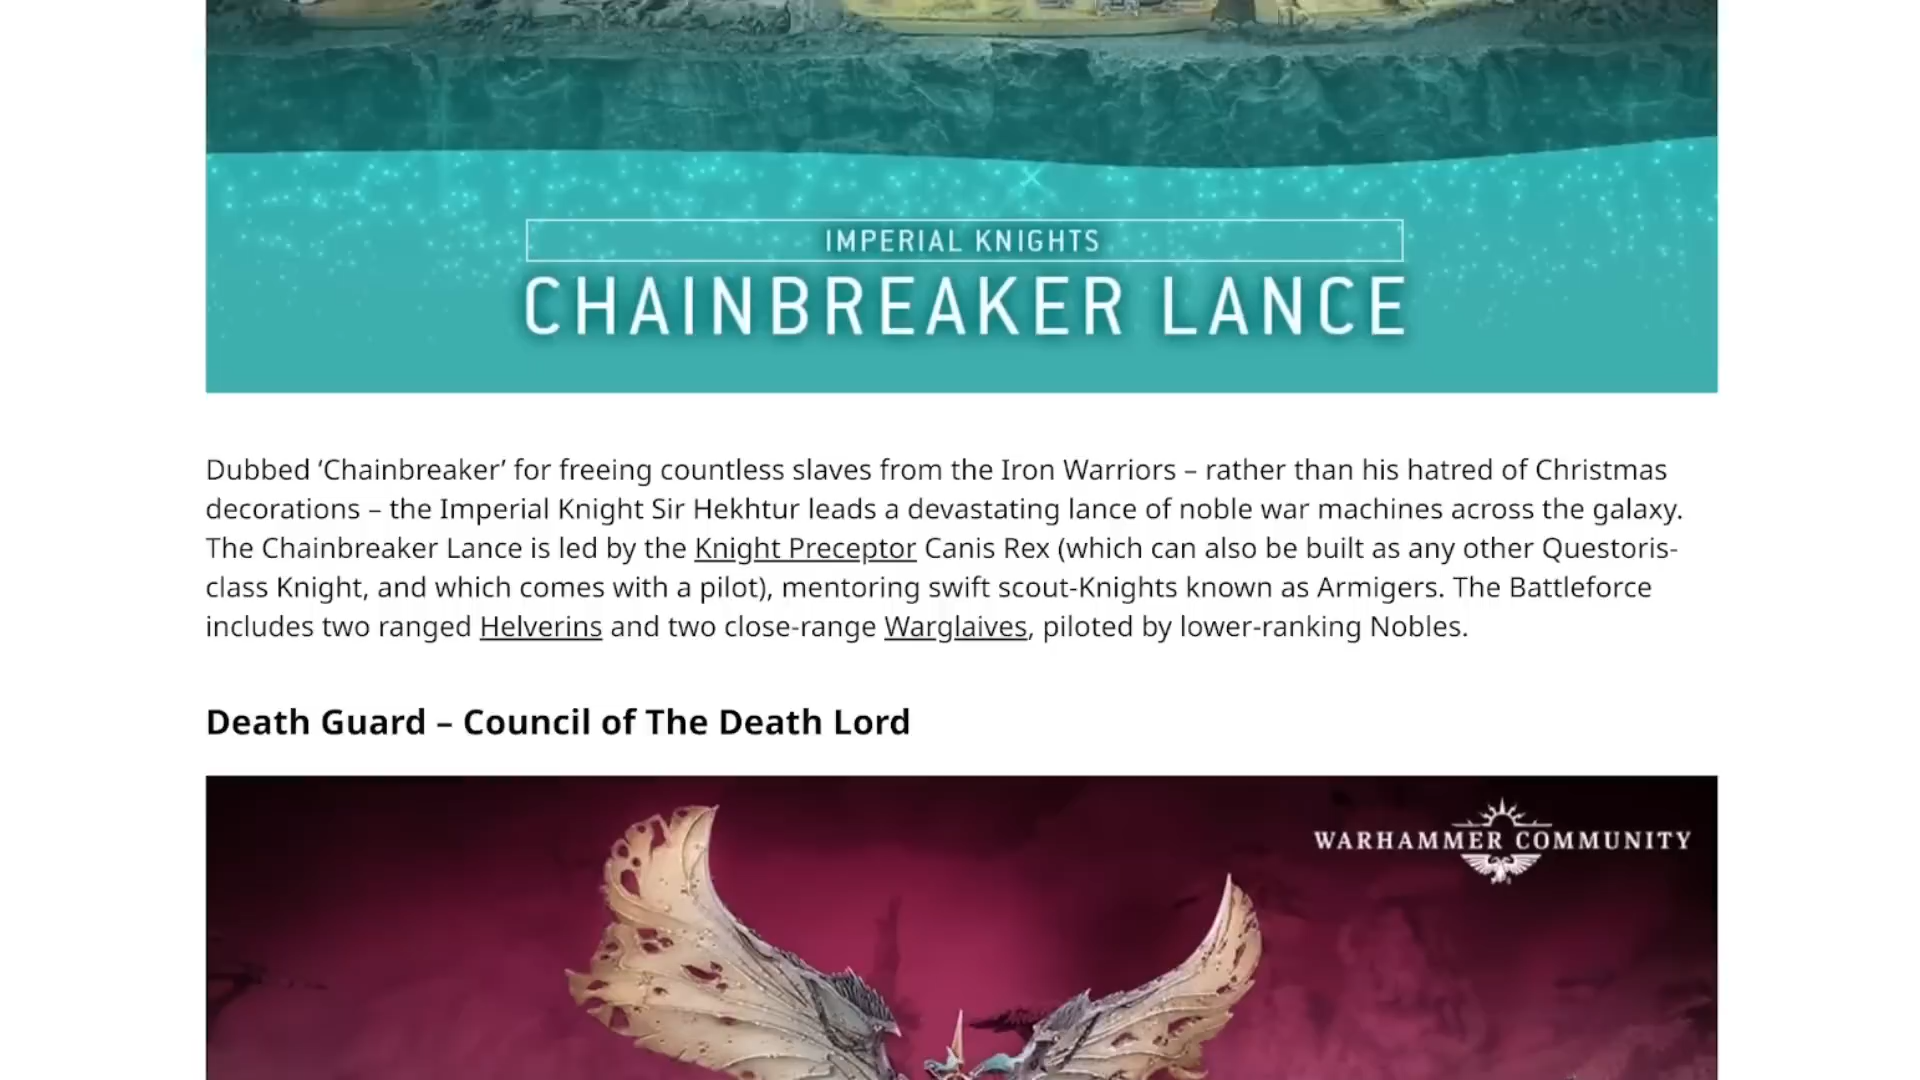 IMPERIAL KNIGHTS
CHAINBREAKER LANCE
Dubbed ‘Chainbreaker’ for freeing countless slaves from the Iron Warriors – rather than his hatred of Christmas
decorations – the Imperial Knight Sir Hekhtur leads a devastating lance of noble war machines across the galaxy.
The Chainbreaker Lance is led by the Knight Preceptor Canis Rex (which can also be built as any other Questoris-
class Knight, and which comes with a pilot), mentoring swift scout-Knights known as Armigers. The Battleforce
includes two ranged Helverins and two close-range Warglaives, piloted by lower-ranking Nobles.
Death Guard – Council of The Death Lord
WARHAMMER COMMUNITY